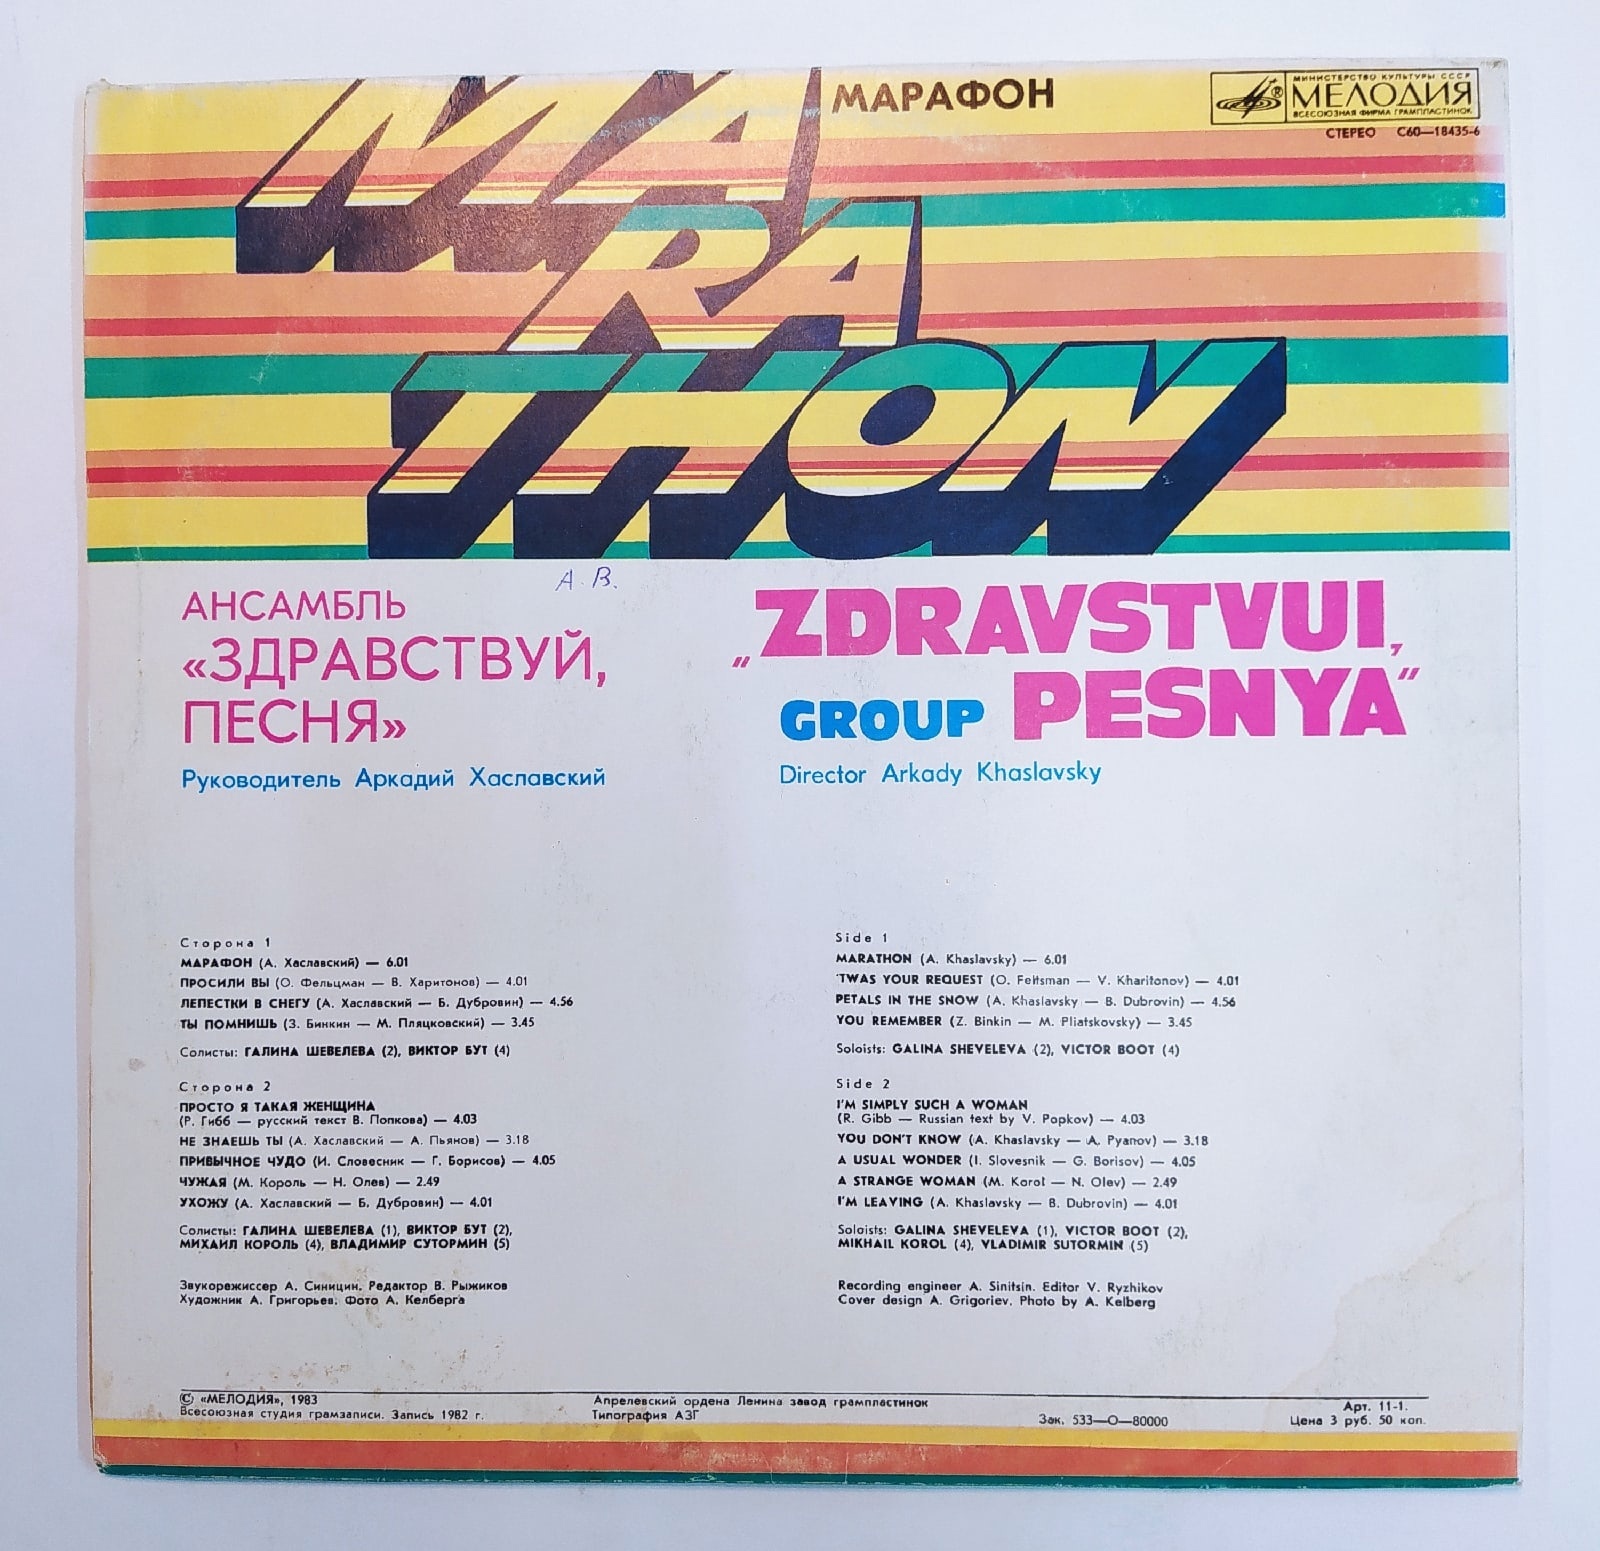 MA
RA
THON
МАРАФОН
МИНИСТЕРСТВО КУЛЬТУРЫ СССР
® МЕЛОДИЯ
ВСЕСОЮЗНАЯ ФИРМА ГРАМПЛАСТИНОК
СТЕРЕО С60—18435-6
А. В.
АНСАМБЛЬ
«ЗДРАВСТВУЙ,
ПЕСНЯ»
Руководитель Аркадий Хаславский
„ZDRAVSTVUI,
GROUP PESNYA“
Director Arkady Khaslavsky
Сторона 1
МАРАФОН (А. Хаславский) — 6.01
ПРОСИЛИ ВЫ (О. Фельцман — В. Харитонов) — 4.01
ЛЕПЕСТКИ В СНЕГУ (А. Хаславский — Б. Дубровин) — 4.56
ТЫ ПОМНИШЬ (З. Бинкин — М. Пляцковский) — 3.45
Солисты: ГАЛИНА ШЕВЕЛЕВА (2), ВИКТОР БУТ (4)
Сторона 2
ПРОСТО Я ТАКАЯ ЖЕНЩИНА
(Р. Гибб — русский текст В. Попкова) — 4.03
НЕ ЗНАЕШЬ ТЫ (А. Хаславский — А. Пьянов) — 3.18
ПРИВЫЧНОЕ ЧУДО (И. Словесник — Г. Борисов) — 4.05
ЧУЖАЯ (М. Король — Н. Олев) — 2.49
УХОЖУ (А. Хаславский — Б. Дубровин) — 4.01
Солисты: ГАЛИНА ШЕВЕЛЕВА (1), ВИКТОР БУТ (2),
МИХАИЛ КОРОЛЬ (4), ВЛАДИМИР СУТОРМИН (5)
Звукорежиссер А. Синицин. Редактор В. Рыжиков
Художник А. Григорьев. Фото А. Келберга
Side 1
MARATHON (A. Khaslavsky) — 6.01
'TWAS YOUR REQUEST (O. Feltsman — V. Kharitonov) — 4.01
PETALS IN THE SNOW (A. Khaslavsky — B. Dubrovin) — 4.56
YOU REMEMBER (Z. Binkin — M. Pliatskovsky) — 3.45
Soloists: GALINA SHEVELEVA (2), VICTOR BOOT (4)
Side 2
I'M SIMPLY SUCH A WOMAN
(R. Gibb — Russian text by V. Popkov) — 4.03
YOU DON'T KNOW (A. Khaslavsky — A. Pyanov) — 3.18
A USUAL WONDER (I. Slovesnik — G. Borisov) — 4.05
A STRANGE WOMAN (M. Korol — N. Olev) — 2.49
I'M LEAVING (A. Khaslavsky — B. Dubrovin) — 4.01
Soloists: GALINA SHEVELEVA (1), VICTOR BOOT (2),
MIKHAIL KOROL (4), VLADIMIR SUTORMIN (5)
Recording engineer A. Sinitsin. Editor V. Ryzhikov
Cover design A. Grigoriev. Photo by A. Kelberg
© «МЕЛОДИЯ», 1983
Всесоюзная студия грамзаписи. Запись 1982 г.
Апрелевский ордена Ленина завод грампластинок
Типография АЗГ
Зак. 533—О—80000
Арт. 11-1.
Цена 3 руб. 50 коп.